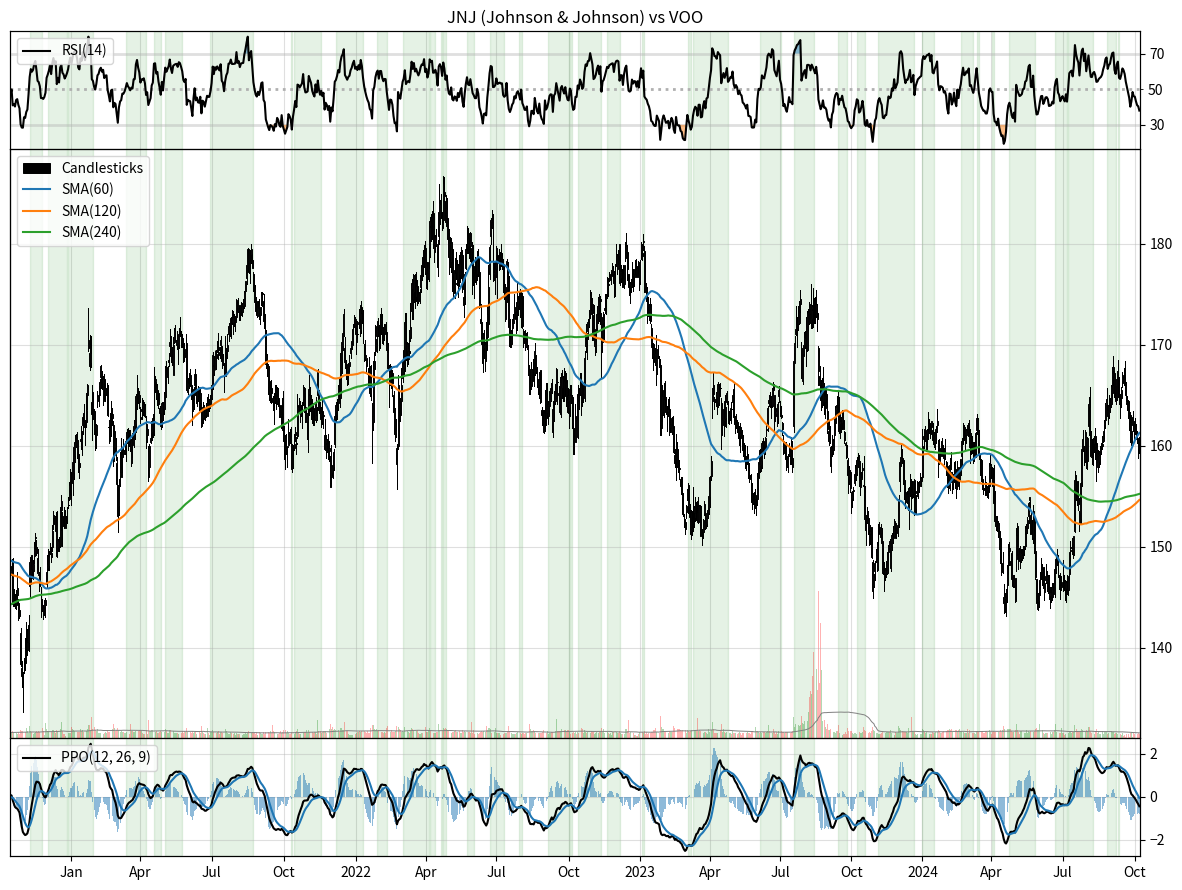 JNJ (Johnson & Johnson) vs VOO
RSI(14)
70
50
30
Candlesticks
SMA(60)
SMA(120)
SMA(240)
180
170
160
150
140
PPO(12, 26, 9)
2
0
−2
Jan Apr Jul Oct 2022 Apr Jul Oct 2023 Apr Jul Oct 2024 Apr Jul Oct